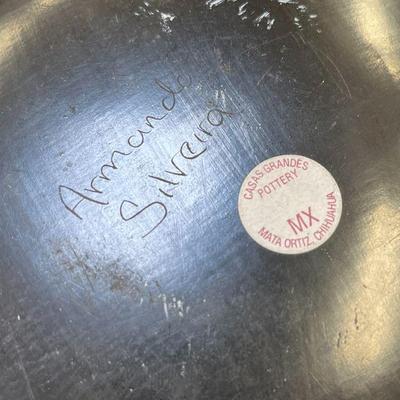 Armando
Silveira
CASAS GRANDES
POTTERY
MX
MATA ORTIZ, CHIHUAHUA